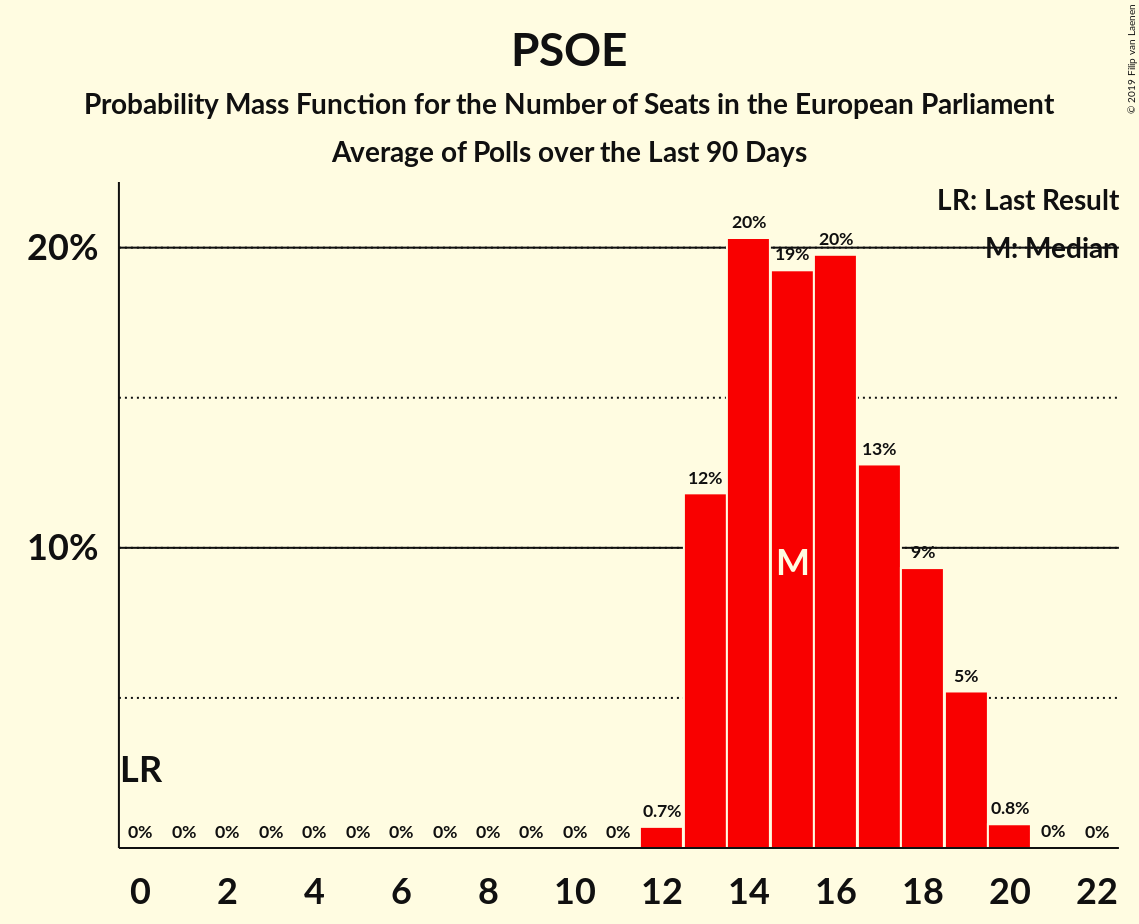 PSOE
Probability Mass Function for the Number of Seats in the European Parliament
Average of Polls over the Last 90 Days
© 2019 Filip van Laenen
LR: Last Result
M: Median
20%
10%
20%
19%
20%
12%
13%
9%
5%
0.7%
0.8%
M
LR
0% 0% 0% 0% 0% 0% 0% 0% 0% 0% 0% 0% 0% 0%
0 2 4 6 8 10 12 14 16 18 20 22